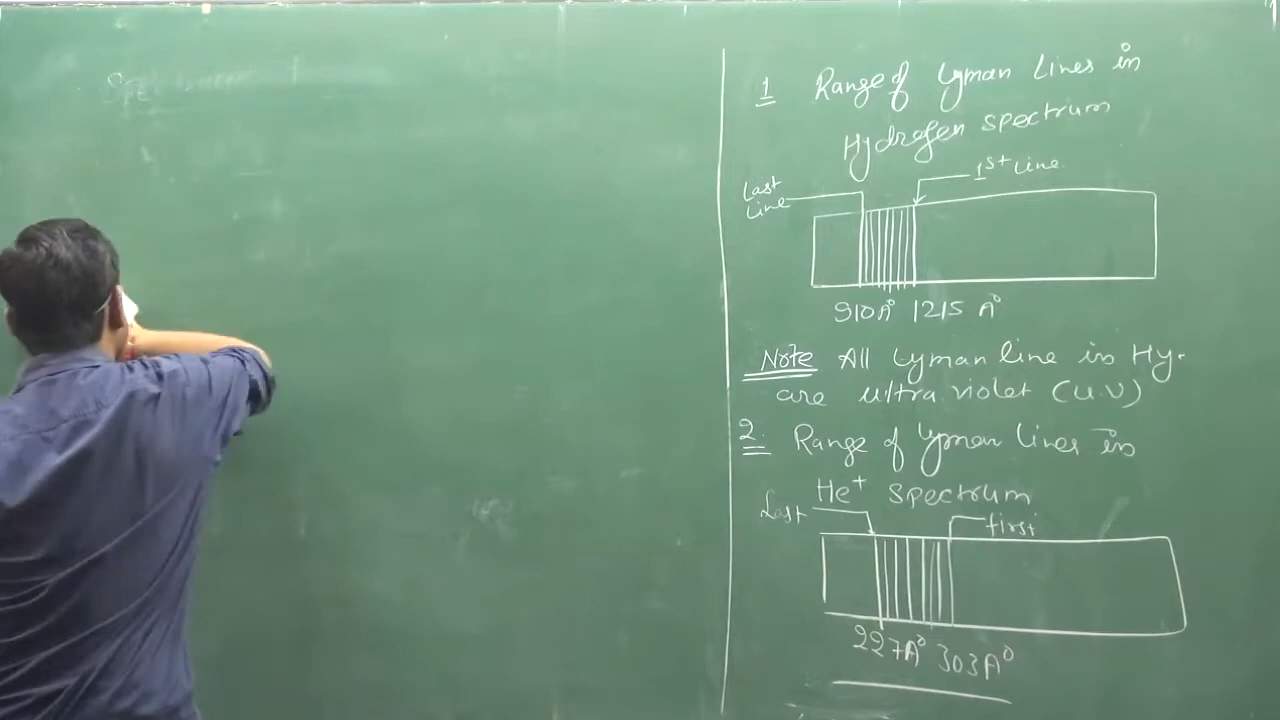 1 Range of Lyman Lines in
Hydrogen spectrum
Last
Line
1st Line
910A° 1215 A°
Note All Lyman line in Hy.
are ultra violet (U.V)
2. Range of Lyman Lines in
He+ spectrum
Last
first
227A° 303A°